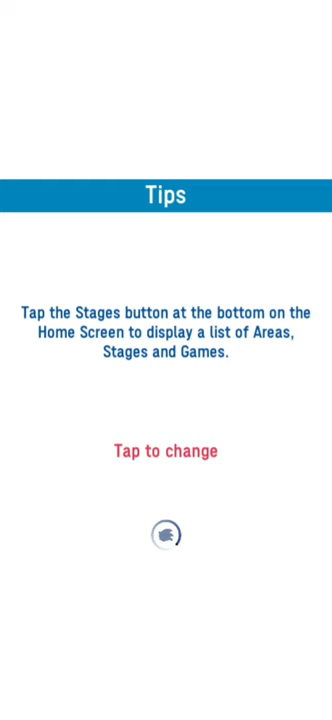 Tips
Tap the Stages button at the bottom on the
Home Screen to display a list of Areas,
Stages and Games.
Tap to change